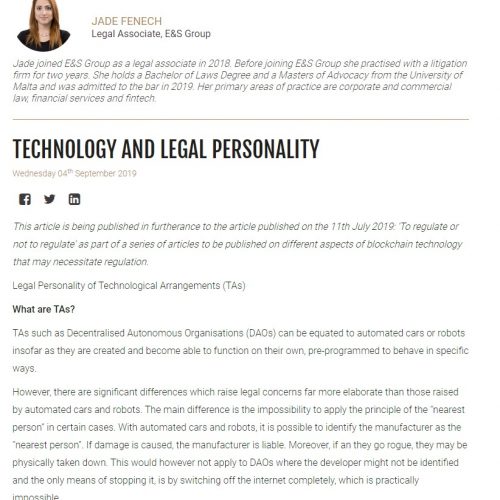 JADE FENECH
Legal Associate, E&S Group
Jade joined E&S Group as a legal associate in 2018. Before joining E&S Group she practised with a litigation
firm for two years. She holds a Bachelor of Laws Degree and a Masters of Advocacy from the University of
Malta and was admitted to the bar in 2019. Her primary areas of practice are corporate and commercial
law, financial services and fintech.
TECHNOLOGY AND LEGAL PERSONALITY
Wednesday 04th September 2019
This article is being published in furtherance to the article published on the 11th July 2019: 'To regulate or
not to regulate' as part of a series of articles to be published on different aspects of blockchain technology
that may necessitate regulation.
Legal Personality of Technological Arrangements (TAs)
What are TAs?
TAs such as Decentralised Autonomous Organisations (DAOs) can be equated to automated cars or robots
insofar as they are created and become able to function on their own, pre-programmed to behave in specific
ways.
However, there are significant differences which raise legal concerns far more elaborate than those raised
by automated cars and robots. The main difference is the impossibility to apply the principle of the "nearest
person" in certain cases. With automated cars and robots, it is possible to identify the manufacturer as the
"nearest person". If damage is caused, the manufacturer is liable. Moreover, if an they go rogue, they may be
physically taken down. This would however not apply to DAOs where the developer might not be identified
and the only means of stopping it, is by switching off the internet completely, which is practically
impossible.